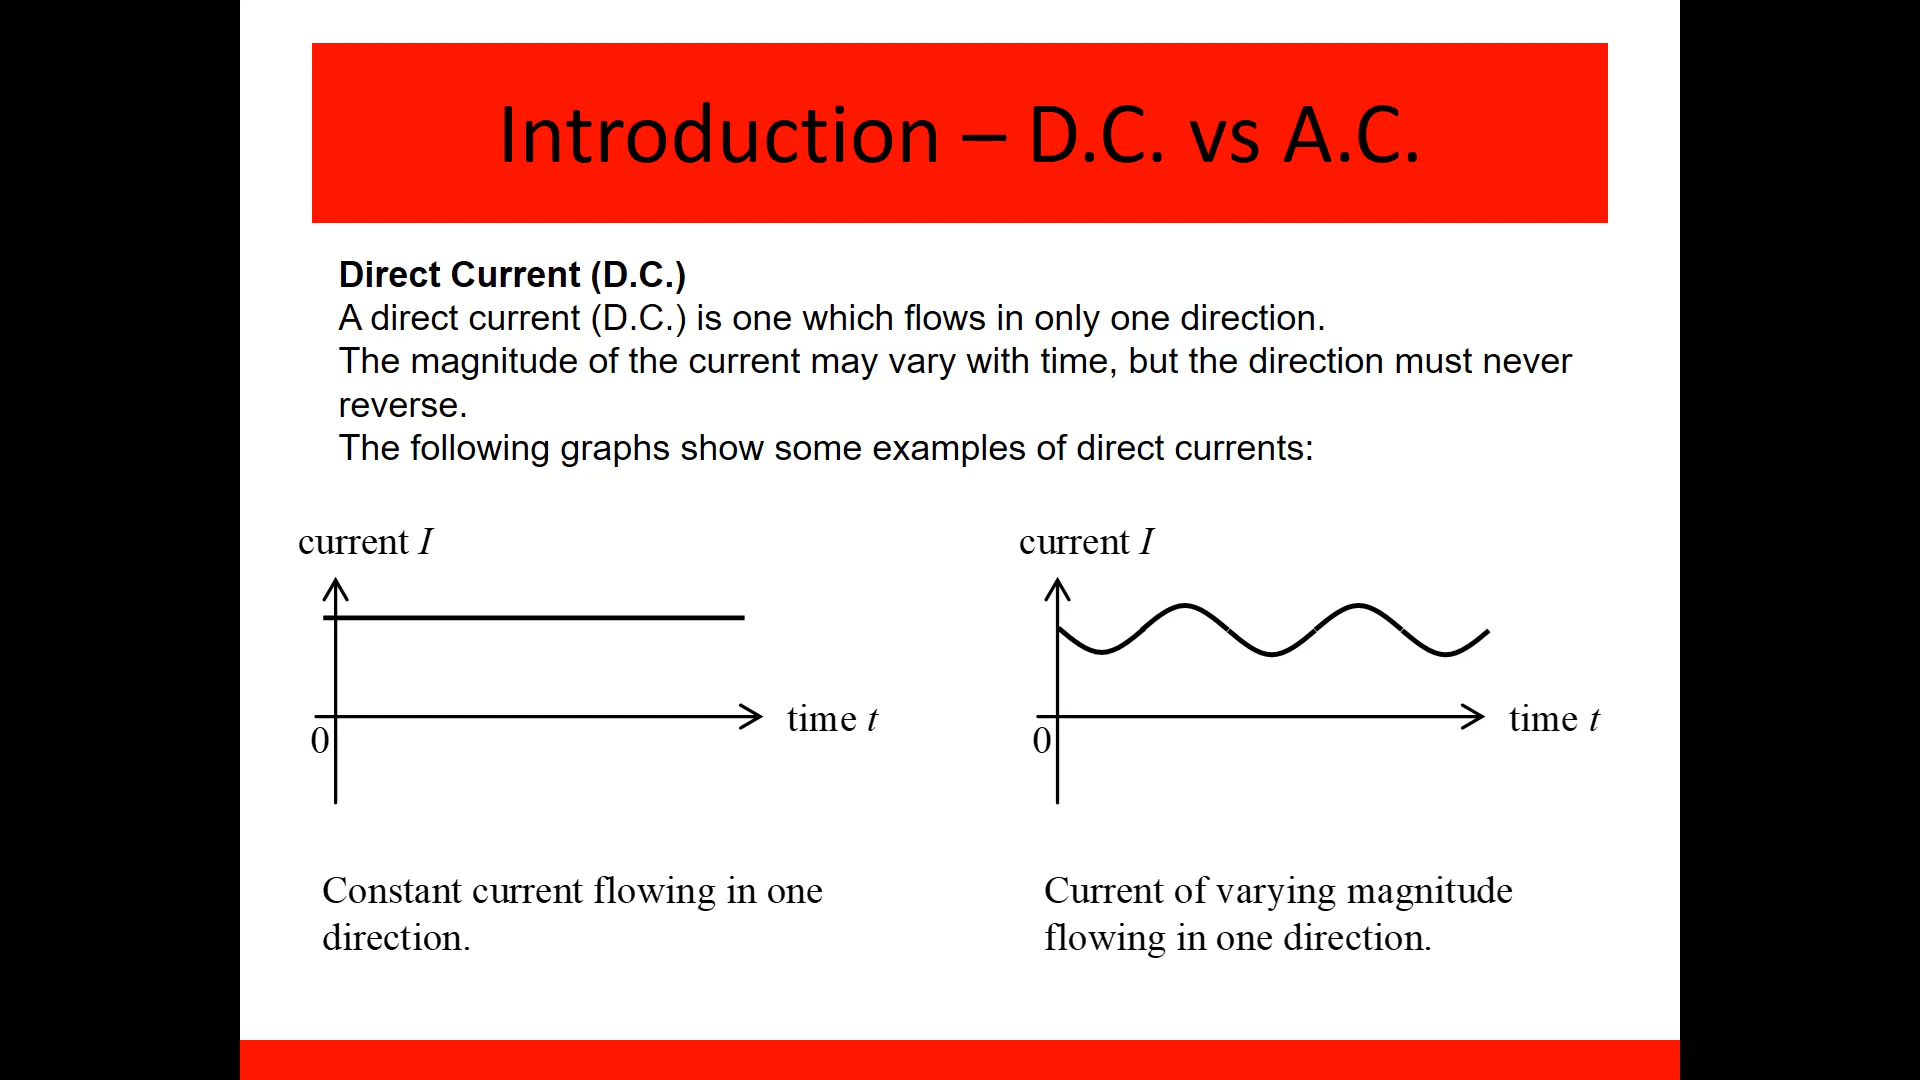 Introduction – D.C. vs A.C.
Direct Current (D.C.)
A direct current (D.C.) is one which flows in only one direction.
The magnitude of the current may vary with time, but the direction must never
reverse.
The following graphs show some examples of direct currents:
current I
0
time t
Constant current flowing in one
direction.
current I
0
time t
Current of varying magnitude
flowing in one direction.